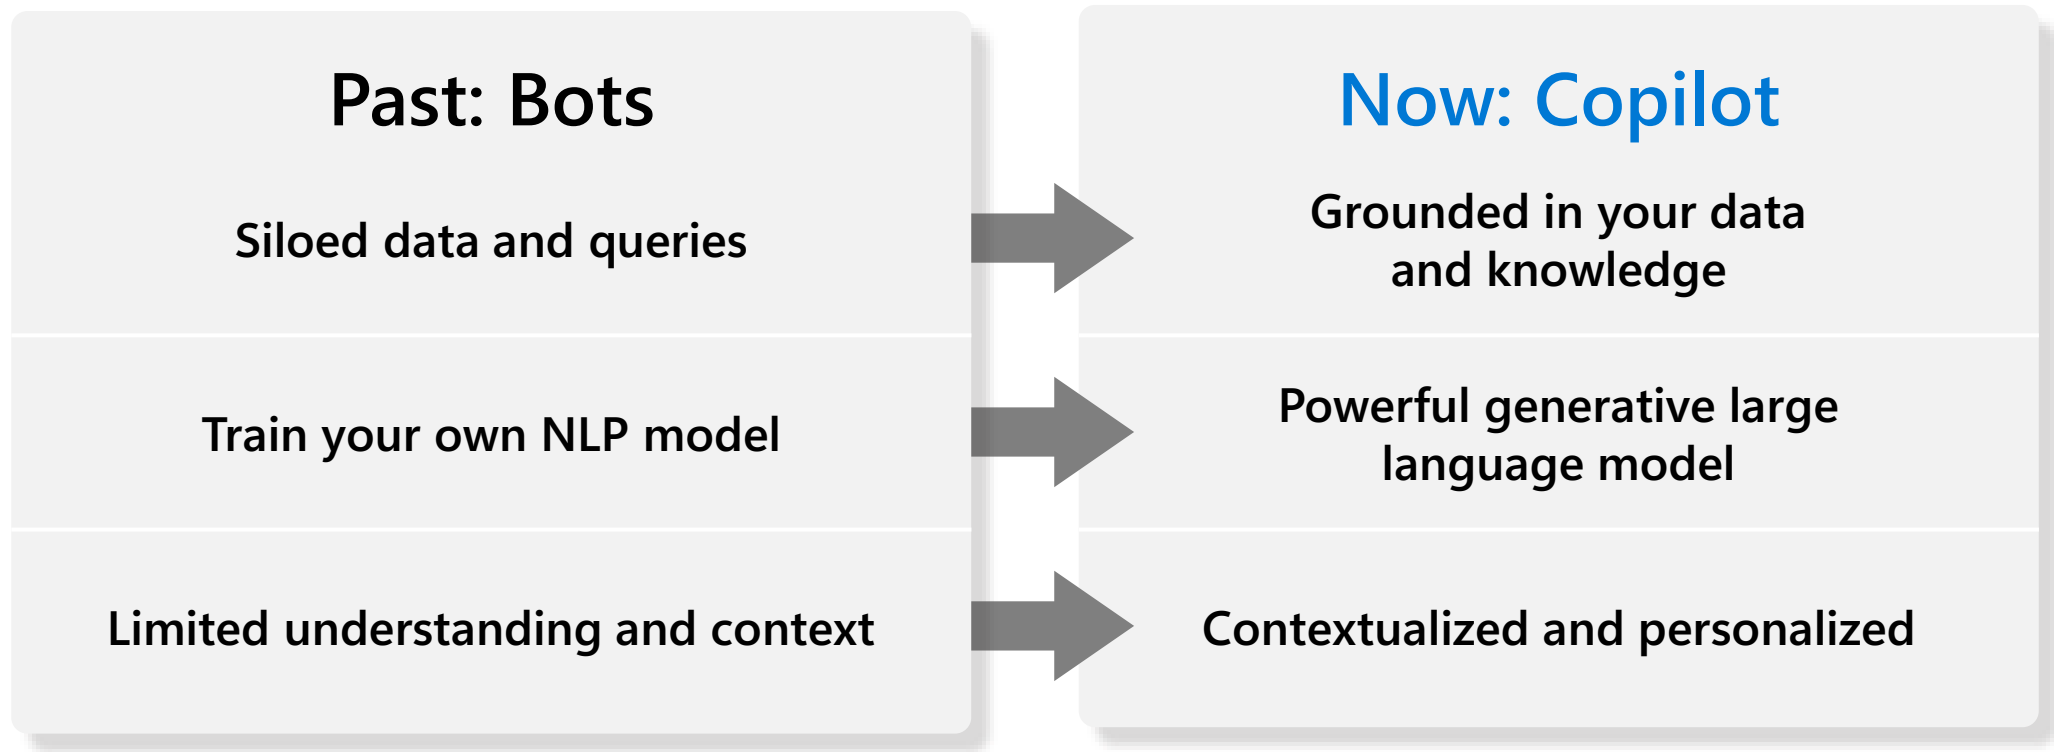 Past: Bots
Siloed data and queries
Train your own NLP model
Limited understanding and context
Now: Copilot
Grounded in your data
and knowledge
Powerful generative large
language model
Contextualized and personalized